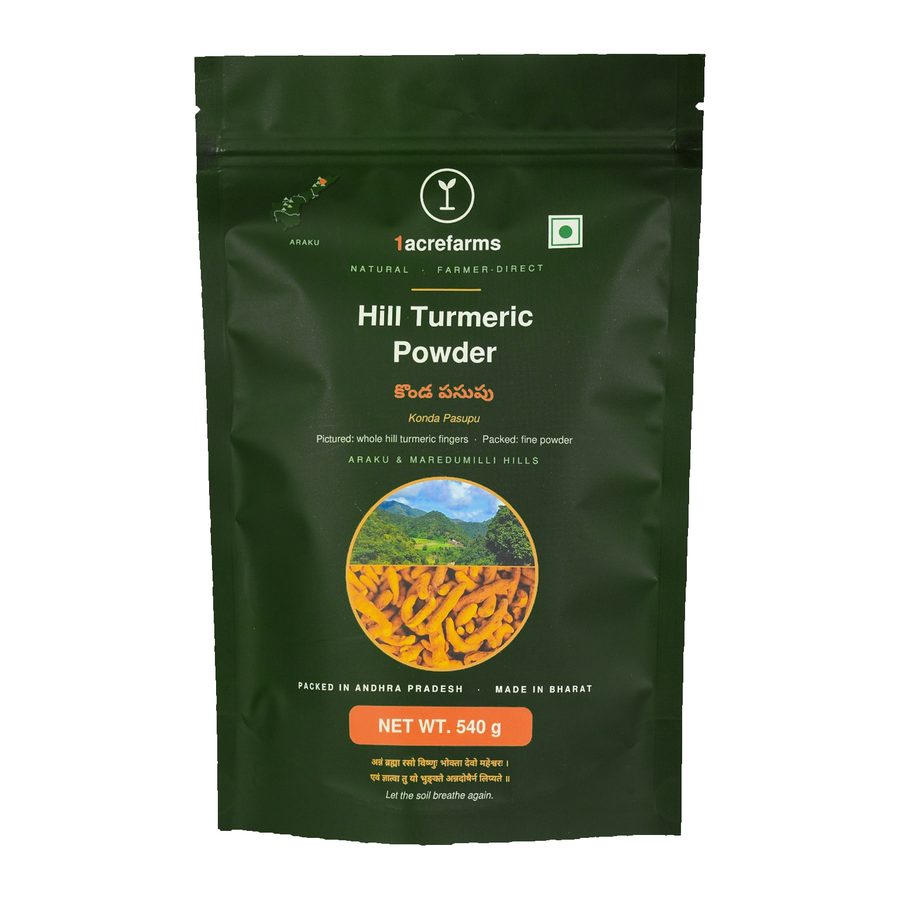 ARAKU
1acrefarms
NATURAL · FARMER-DIRECT
Hill Turmeric
Powder
కొండ పసుపు
Konda Pasupu
Pictured: whole hill turmeric fingers · Packed: fine powder
ARAKU & MAREDUMILLI HILLS
PACKED IN ANDHRA PRADESH · MADE IN BHARAT
NET WT. 540 g
अन्नं ब्रह्मा रसो विष्णुः भोक्ता देवो महेश्वरः ।
एवं ज्ञात्वा तु यो भुङ्क्ते अन्नदोषैर्न लिप्यते ॥
Let the soil breathe again.